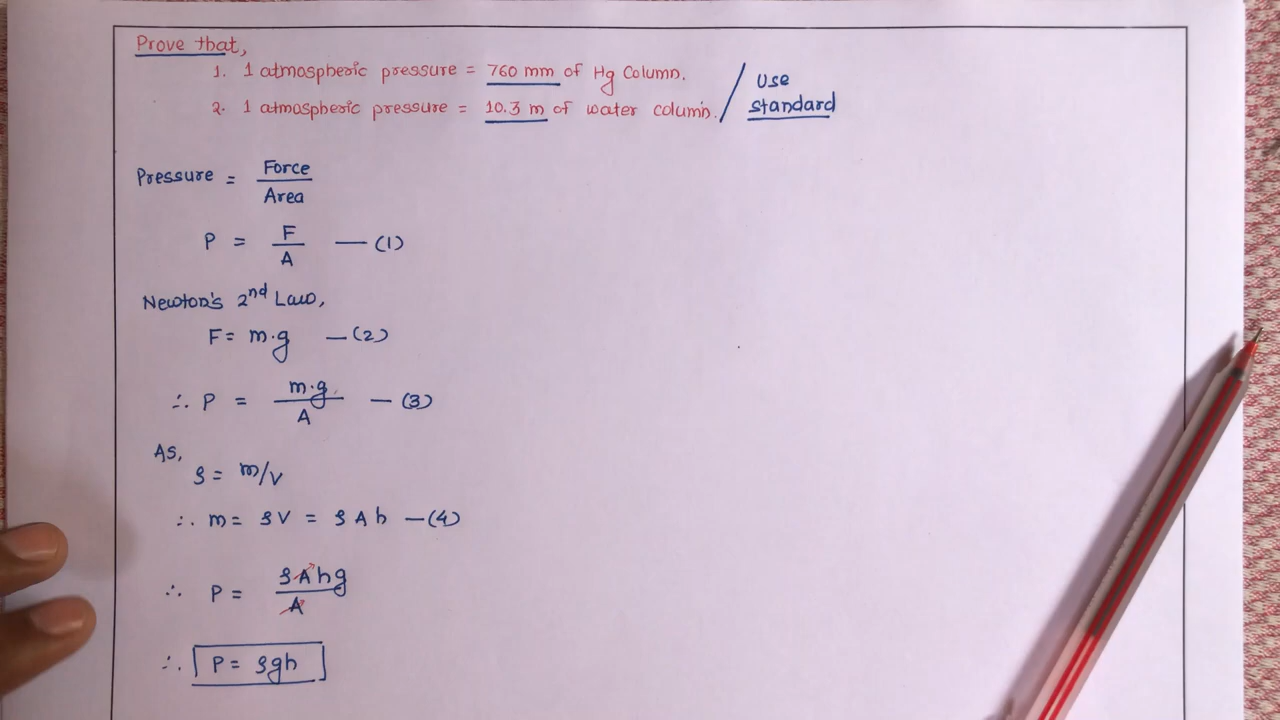 Prove that,
1. 1 atmospheric pressure = 760 mm of Hg Column.
2. 1 atmospheric pressure = 10.3 m of water column.
/ Use
standard
Pressure = Force
Area
P = F — (1)
A
Newton's 2nd Law,
F = m.g — (2)
∴ P = m.g — (3)
A
As,
ρ = m/v
∴ m = ρV = ρAh — (4)
∴ P = ρAhg
A
∴ P = ρgh